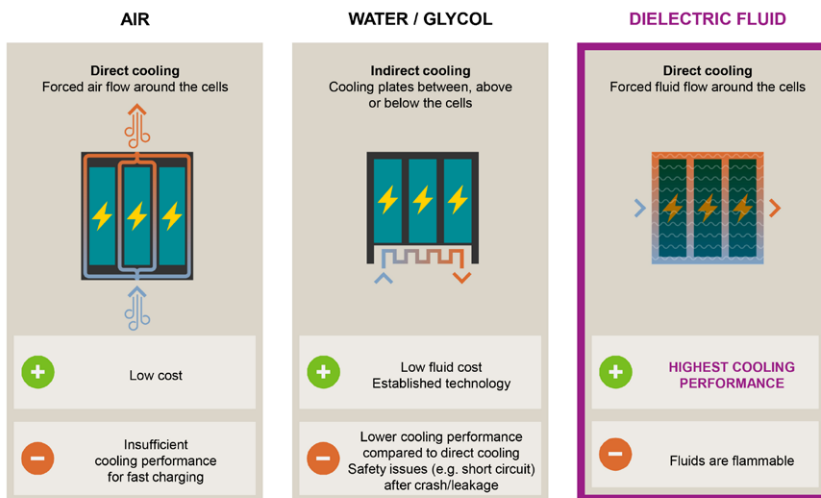 AIR
Direct cooling
Forced air flow around the cells
Low cost
Insufficient
cooling performance
for fast charging
WATER / GLYCOL
Indirect cooling
Cooling plates between, above
or below the cells
Low fluid cost
Established technology
Lower cooling performance
compared to direct cooling
Safety issues (e.g. short circuit)
after crash/leakage
DIELECTRIC FLUID
Direct cooling
Forced fluid flow around the cells
HIGHEST COOLING
PERFORMANCE
Fluids are flammable